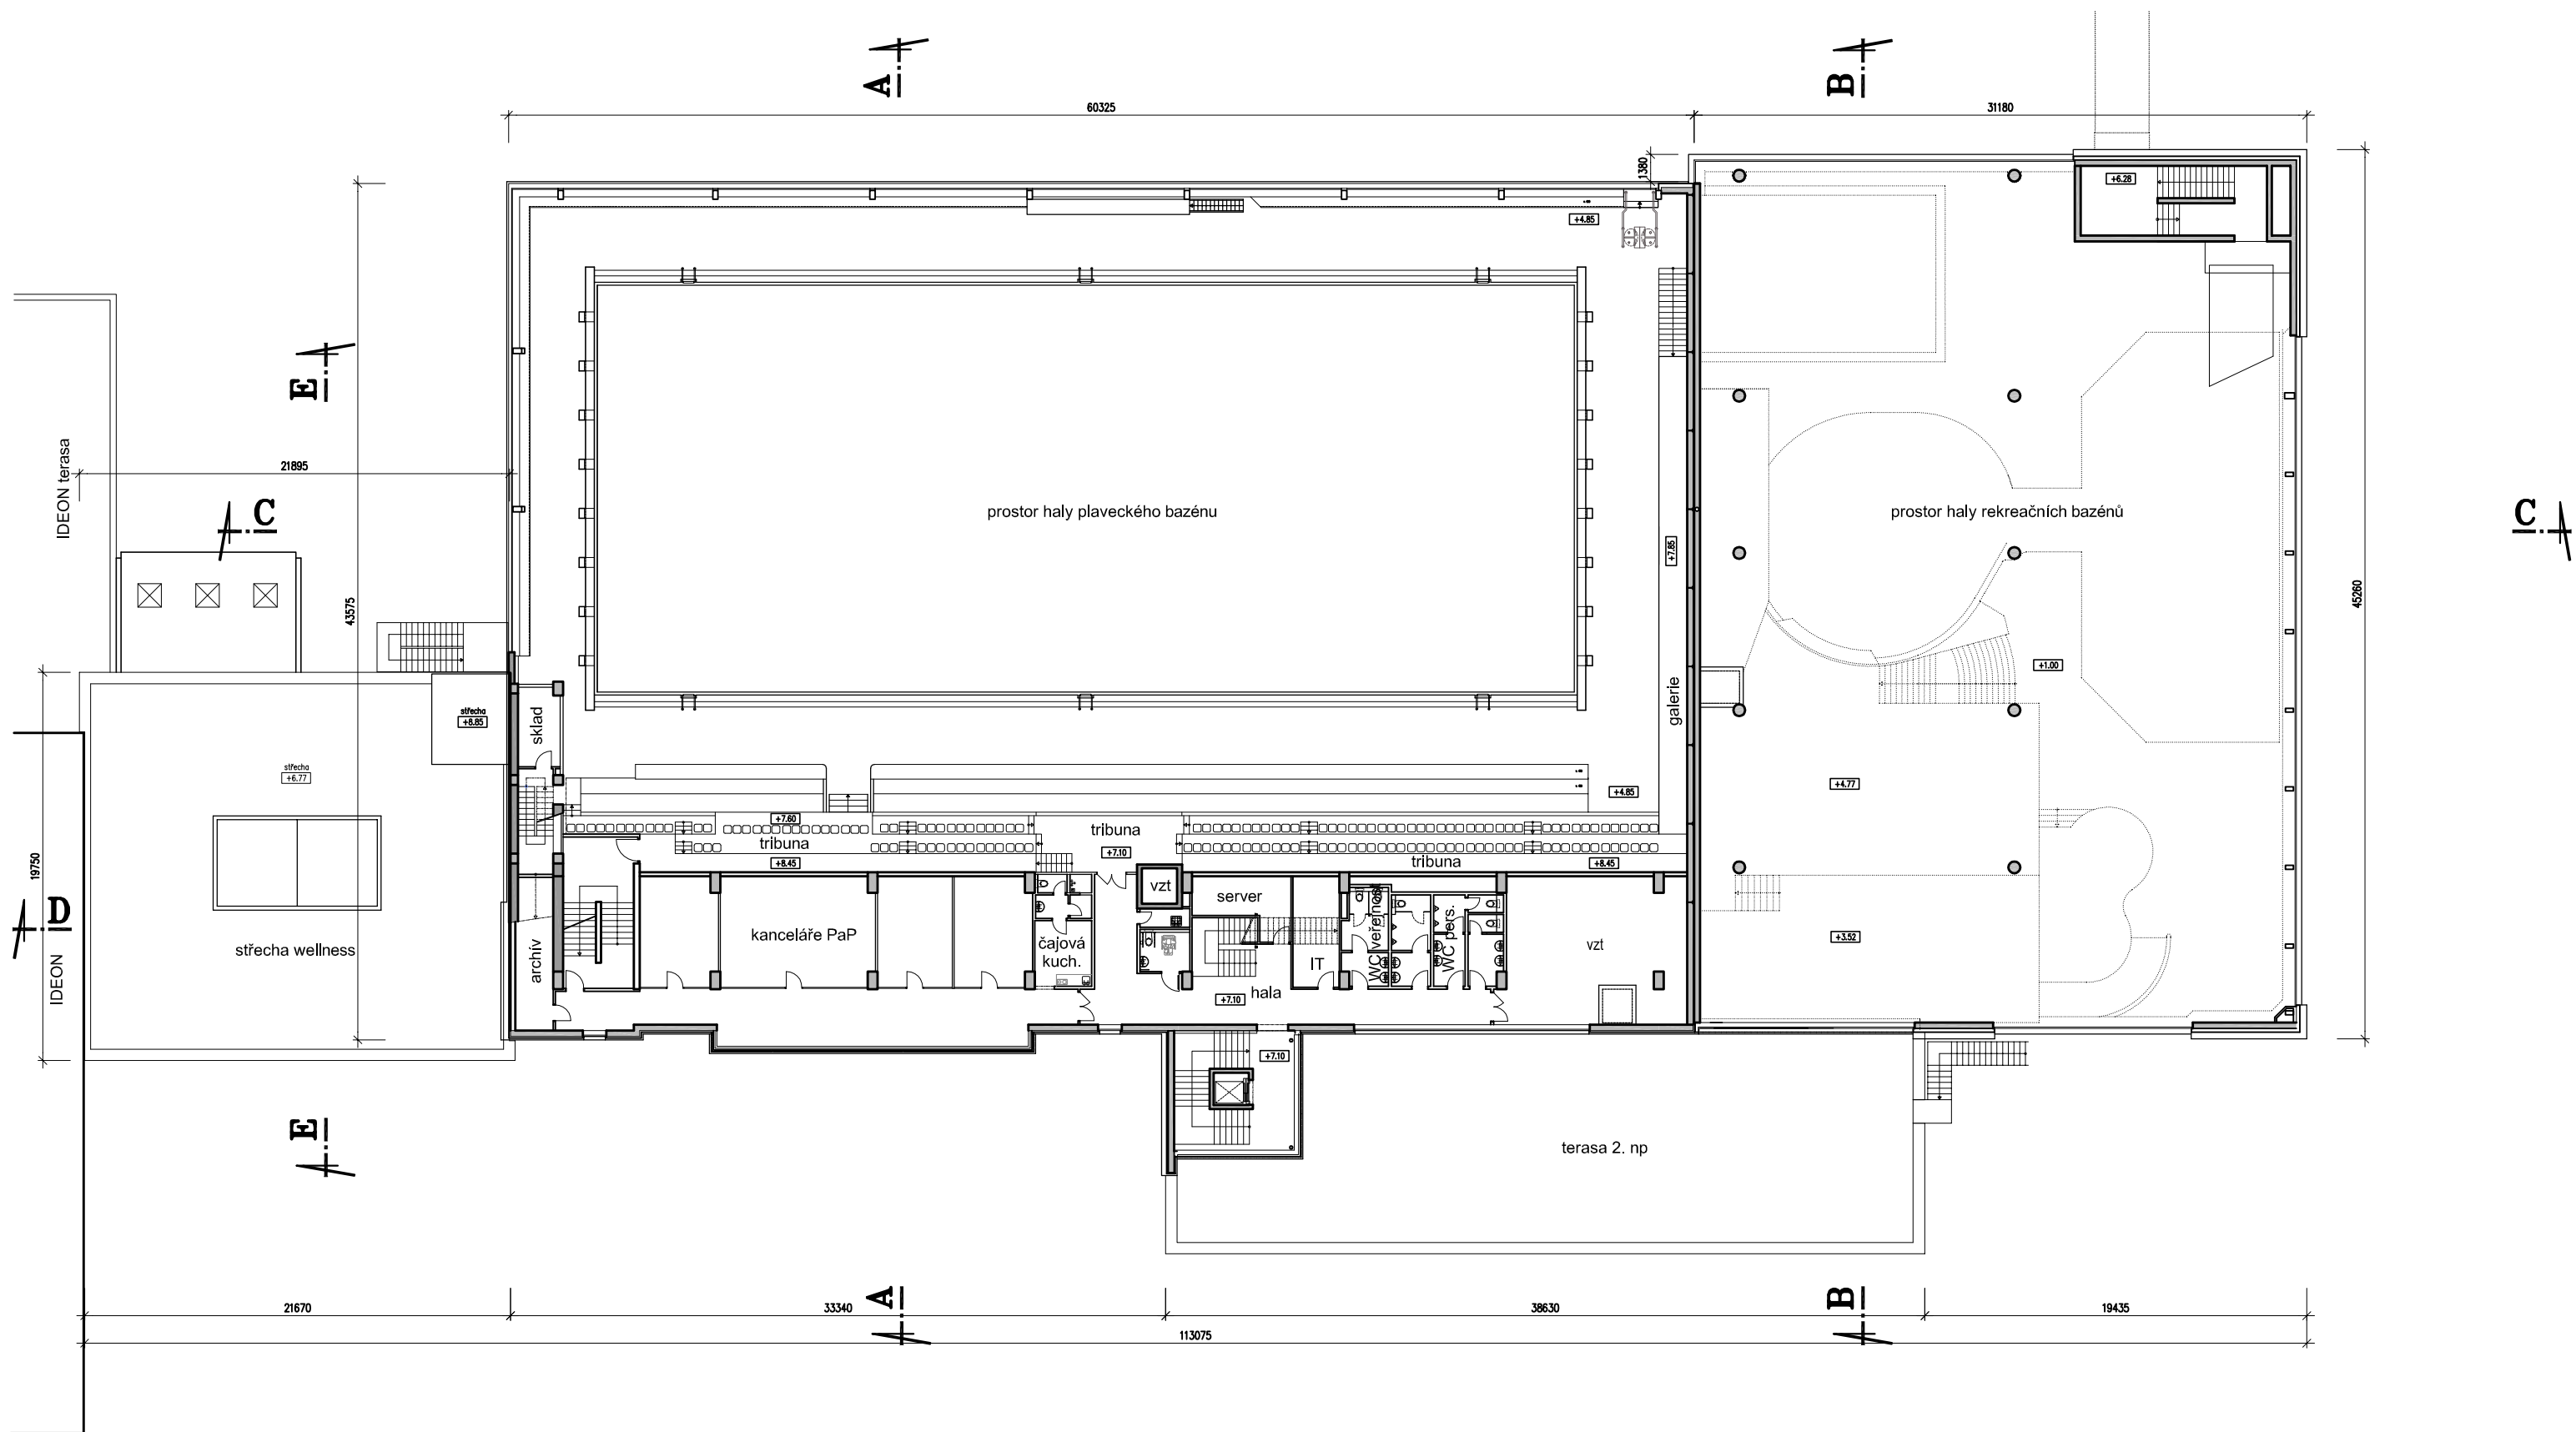 A
B
60325
31180
1380
+6.28
+4.85
E
IDEON terasa
21895
C
prostor haly plaveckého bazénu
prostor haly rekreačních bazénů
C
+7.85
43575
45260
+1.00
galerie
sklad
střecha
+8.85
střecha
+6.77
+4.77
+4.85
+7.60
tribuna
tribuna
+7.10
+8.45
tribuna
+8.45
19750
D
vzt
server
WC veřejnost
WC pers.
kanceláře PaP
čajová
kuch.
archív
střecha wellness
IDEON
vzt
IT
+3.52
hala
+7.10
+7.10
E
terasa 2. np
A
B
21670
33340
38630
19435
113075